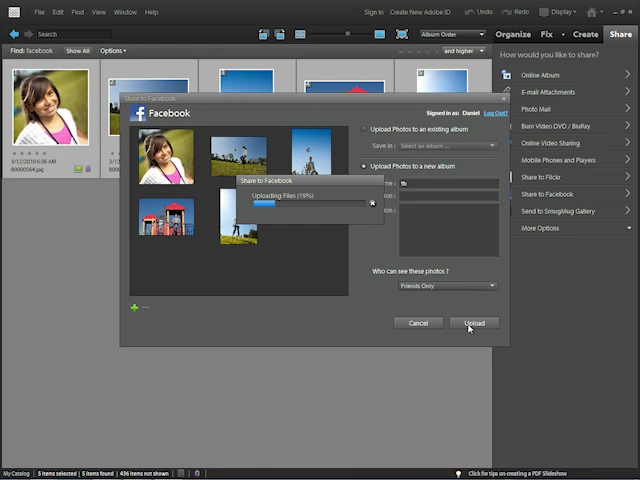 File Edit Find View Window Help
Sign In Create New Adobe ID Undo Redo Display
Search
Album Order
Organize Fix Create Share
Find: facebook Show All Options
and higher
How would you like to share?
Online Album
E-mail Attachments
Photo Mail
Burn Video DVD / BluRay
Online Video Sharing
Mobile Phones and Players
Share to Flickr
Share to Facebook
Send to SmugMug Gallery
More Options
3/12/2010 6:36 AM
80000564.jpg
Share to Facebook
Facebook
Signed in as: Daniel Log Out?
Upload Photos to an existing album
Save in : Select an album ...
Upload Photos to a new album
me : fb
ion :
ion :
Share to Facebook
Uploading Files (19%)
Who can see these photos ?
Friends Only
Cancel Upload
My Catalog 5 items selected 5 items found 436 items not shown
Click for tips on creating a PDF Slideshow